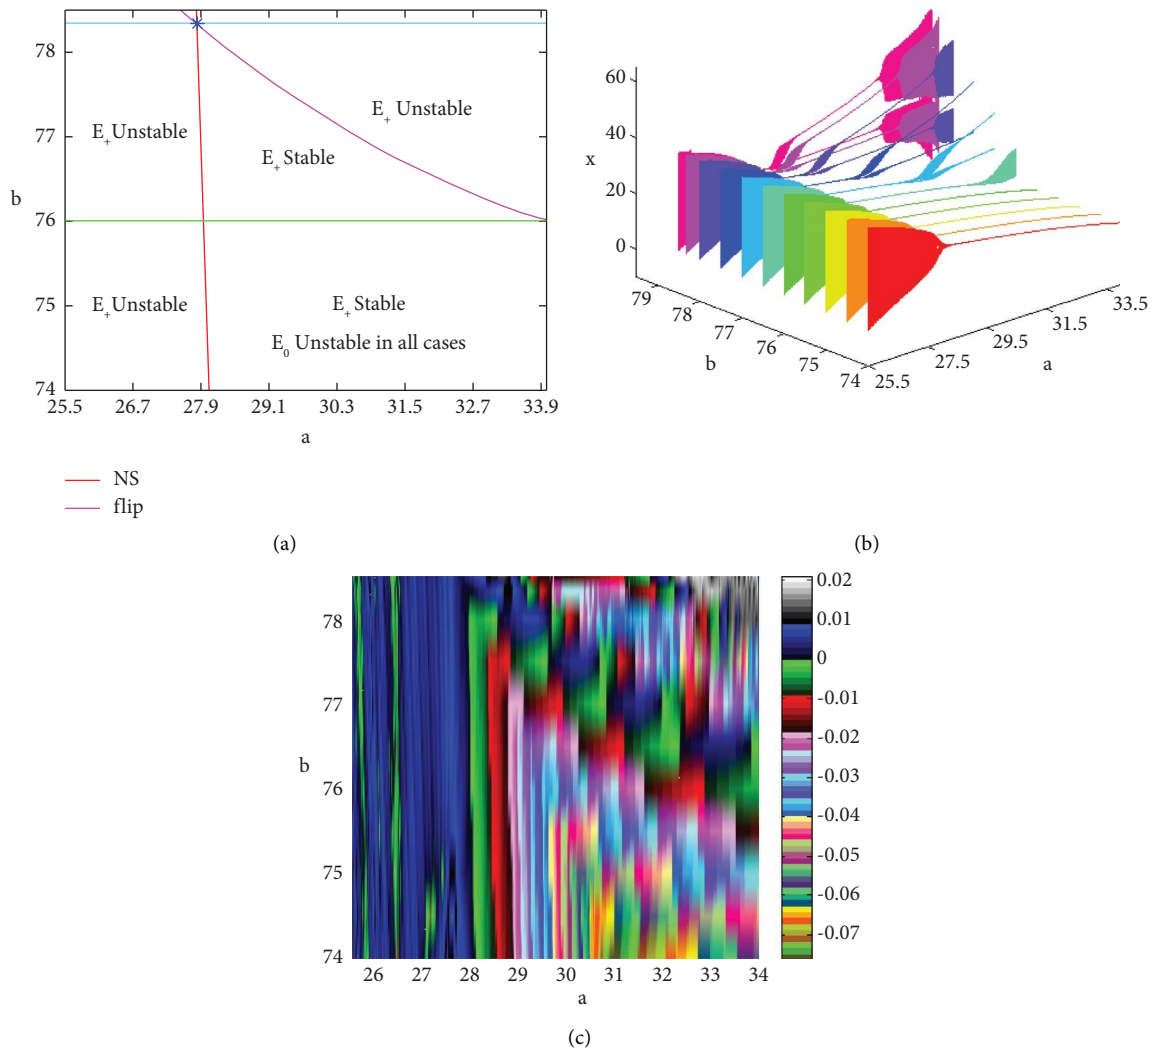 78
77
b
76
75
74
E+ Unstable
E+ Unstable
E+ Stable
E+ Unstable
E+ Stable
E0 Unstable in all cases
25.5 26.7 27.9 29.1 30.3 31.5 32.7 33.9
a
NS
flip
(a)
60
40
x
20
0
79
78
77
76
75
74
b
25.5
27.5
29.5
31.5
33.5
a
(b)
78
77
b
76
75
74
26 27 28 29 30 31 32 33 34
a
0.02
0.01
0
-0.01
-0.02
-0.03
-0.04
-0.05
-0.06
-0.07
(c)